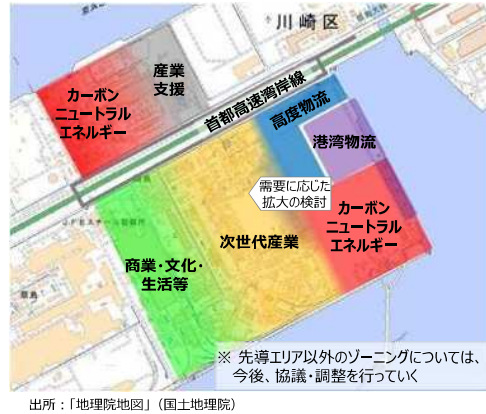 川崎区
産業
支援
カーボン
ニュートラル
エネルギー
首都高速湾岸線
高度物流
港湾物流
需要に応じた
拡大の検討
カーボン
ニュートラル
エネルギー
次世代産業
商業・文化・
生活等
※ 先導エリア以外のゾーニングについては、
今後、協議・調整を行っていく
出所：「地理院地図」（国土地理院）